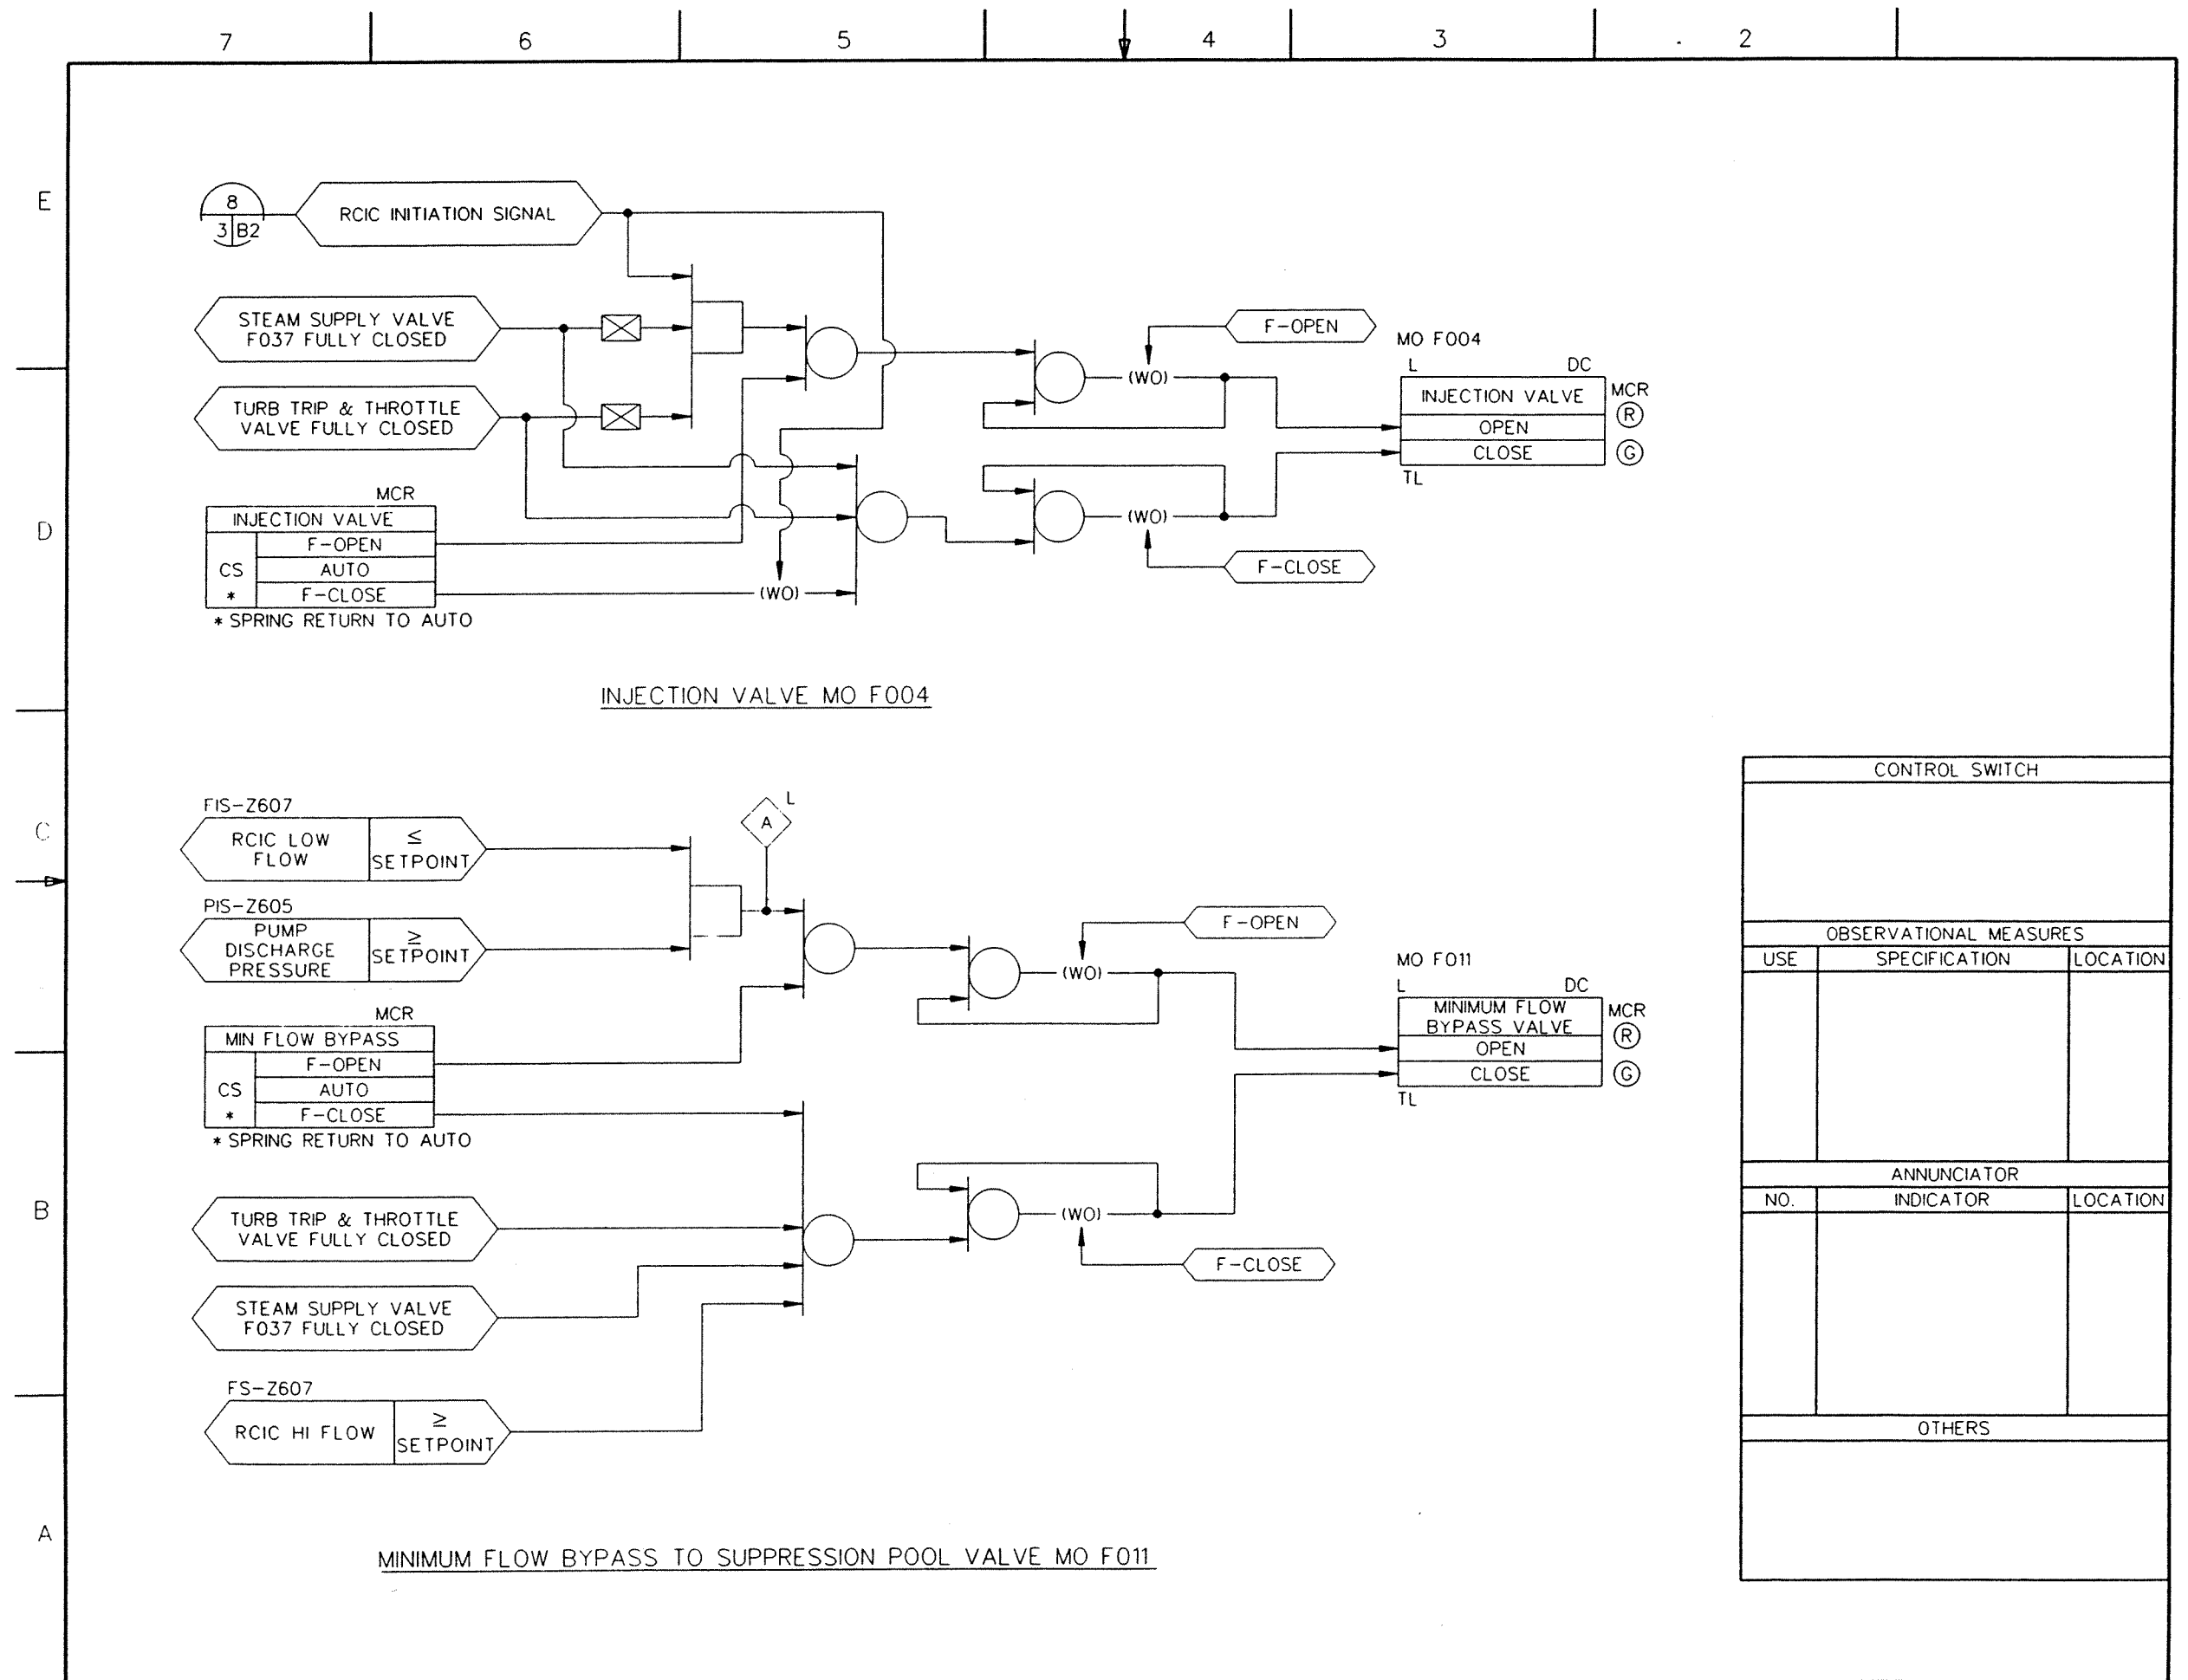 7 6 5 4 3 2
E
8
3 B2
RCIC INITIATION SIGNAL
STEAM SUPPLY VALVE
F037 FULLY CLOSED
TURB TRIP & THROTTLE
VALVE FULLY CLOSED
F-OPEN
MO F004
L DC
INJECTION VALVE
OPEN
CLOSE
TL
MCR
R
G
(WO)
(WO)
F-CLOSE
D
MCR
INJECTION VALVE
F-OPEN
CS AUTO
* F-CLOSE
(WO)
* SPRING RETURN TO AUTO
INJECTION VALVE MO F004
C
FIS-Z607
RCIC LOW
FLOW
≤
SETPOINT
A
L
PIS-Z605
PUMP
DISCHARGE
PRESSURE
≥
SETPOINT
F-OPEN
(WO)
MO F011
L DC
MINIMUM FLOW
BYPASS VALVE
OPEN
CLOSE
TL
MCR
R
G
MCR
MIN FLOW BYPASS
F-OPEN
CS AUTO
* F-CLOSE
* SPRING RETURN TO AUTO
B
TURB TRIP & THROTTLE
VALVE FULLY CLOSED
(WO)
F-CLOSE
STEAM SUPPLY VALVE
F037 FULLY CLOSED
FS-Z607
RCIC HI FLOW
≥
SETPOINT
A
MINIMUM FLOW BYPASS TO SUPPRESSION POOL VALVE MO F011
CONTROL SWITCH
OBSERVATIONAL MEASURES
USE SPECIFICATION LOCATION
ANNUNCIATOR
NO. INDICATOR LOCATION
OTHERS